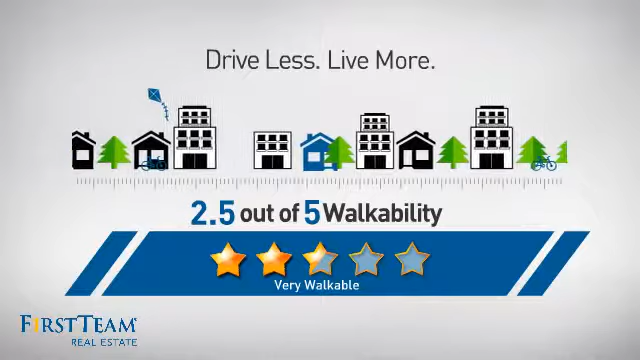 Drive Less. Live More.
2.5 out of 5 Walkability
Very Walkable
FIRSTTEAM®
REAL ESTATE